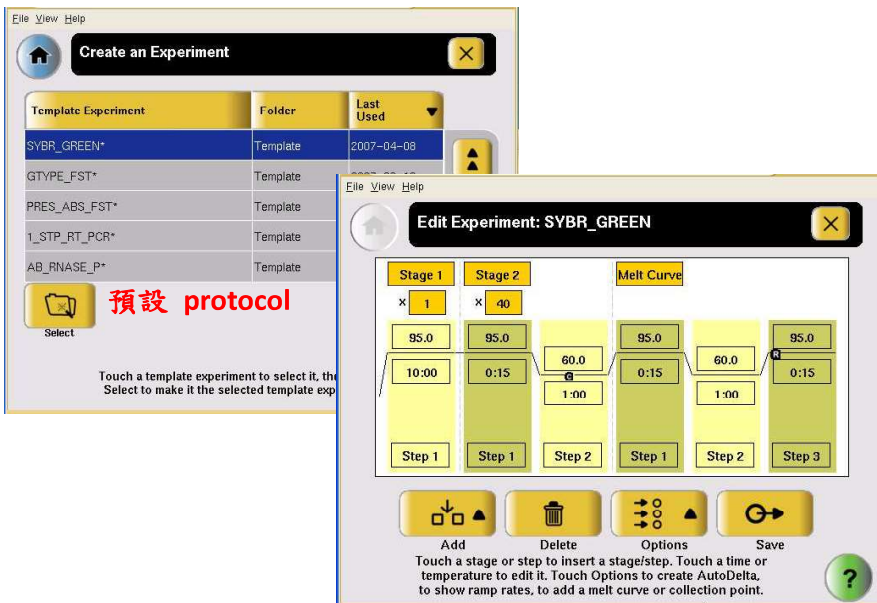 File View Help
Create an Experiment
Template Experiment Folder Last Used
SYBR_GREEN* Template 2007-04-08
GTYPE_FST* Template
PRES_ABS_FST* Template
1_STP_RT_PCR* Template
AB_RNASE_P* Template
預設 protocol
Select
Touch a template experiment to select it, the
Select to make it the selected template exp
File View Help
Edit Experiment: SYBR_GREEN
Stage 1 Stage 2 Melt Curve
× 1 × 40
95.0 95.0 60.0 95.0 60.0 95.0
10:00 0:15 1:00 0:15 1:00 0:15
G R
Step 1 Step 1 Step 2 Step 1 Step 2 Step 3
Add Delete Options Save
Touch a stage or step to insert a stage/step. Touch a time or
temperature to edit it. Touch Options to create AutoDelta,
to show ramp rates, to add a melt curve or collection point.
?